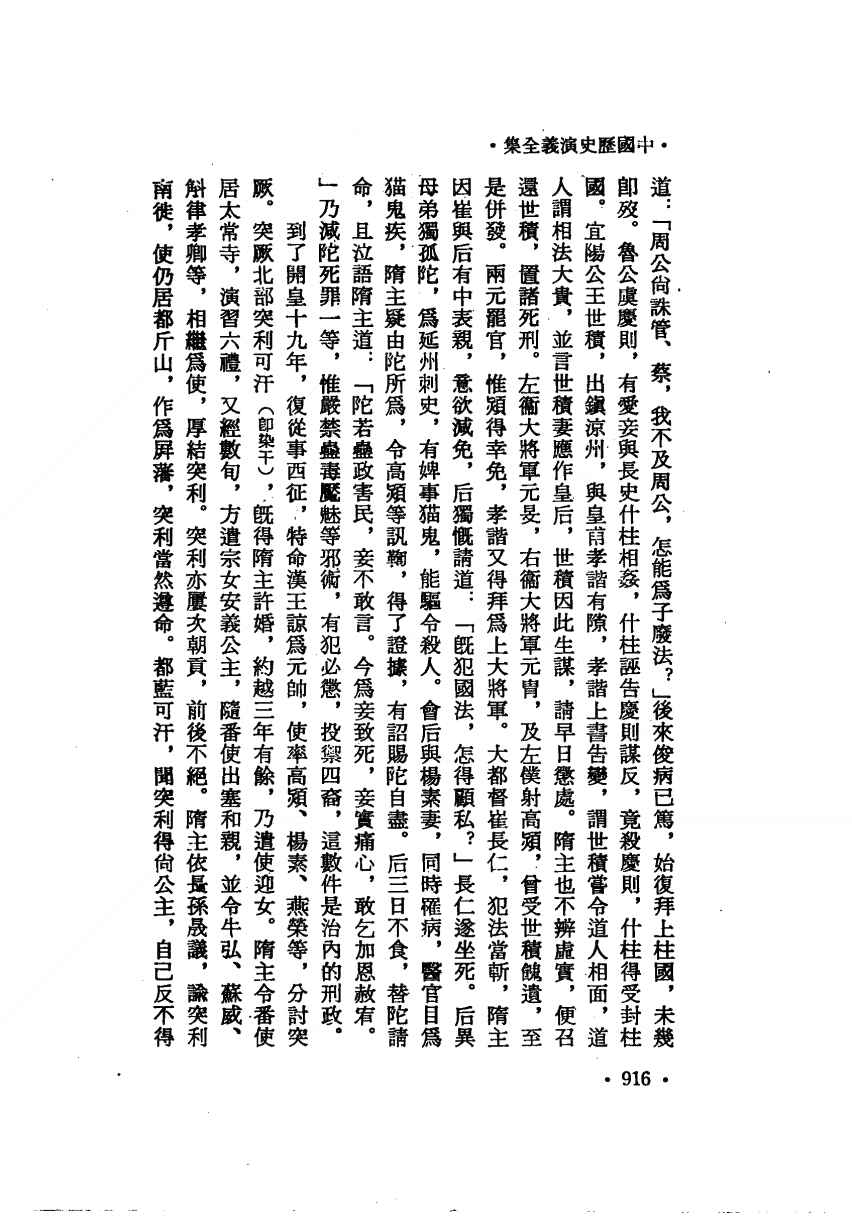 •中國歷史演義全集•
道：「周公尙誅管、蔡，我不及周公，怎能爲子廢法？」後來俊病已篤，始復拜上柱國，未幾
卽歿。魯公虞慶則，有愛妾與長史什柱相姦，什柱誣告慶則謀反，竟殺慶則，什柱得受封柱
國。宜陽公王世積，出鎭涼州，與皇甫孝諧有隙，孝諧上書告變，謂世積嘗令道人相面，道
人謂相法大貴，並言世積妻應作皇后，世積因此生謀，請早日懲處。隋主也不辨虛實，便召
還世積，置諸死刑。左衞大將軍元旻，右衞大將軍元冑，及左僕射高熲，曾受世積餽遺，至
是併發。兩元罷官，惟熲得幸免，孝諧又得拜爲上大將軍。大都督崔長仁，犯法當斬，隋主
因崔與后有中表親，意欲減免，后獨慨請道：「旣犯國法，怎得顧私？」長仁遂坐死。后異
母弟獨孤陀，爲延州刺史，有婢事猫鬼，能驅令殺人。會后與楊素妻，同時罹病，醫官目爲
猫鬼疾，隋主疑由陀所爲，令高熲等訊鞫，得了證據，有詔賜陀自盡。后三日不食，替陀請
命，且泣語隋主道：「陀若蠱政害民，妾不敢言。今爲妾致死，妾實痛心，敢乞加恩赦宥。
」乃減陀死罪一等，惟嚴禁蠱毒魘魅等邪術，有犯必懲，投禦四裔，這數件是治內的刑政。
到了開皇十九年，復從事西征，特命漢王諒爲元帥，使率高熲、楊素、燕榮等，分討突
厥。突厥北部突利可汗（卽染干），旣得隋主許婚，約越三年有餘，乃遣使迎女。隋主令番使
居太常寺，演習六禮，又經數旬，方遣宗女安義公主，隨番使出塞和親，並令牛弘、蘇威、
斛律孝卿等，相繼爲使，厚結突利。突利亦屢次朝貢，前後不絕。隋主依長孫晟議，諭突利
南徙，使仍居都斤山，作爲屛藩，突利當然遵命。都藍可汗，聞突利得尙公主，自己反不得
•916•